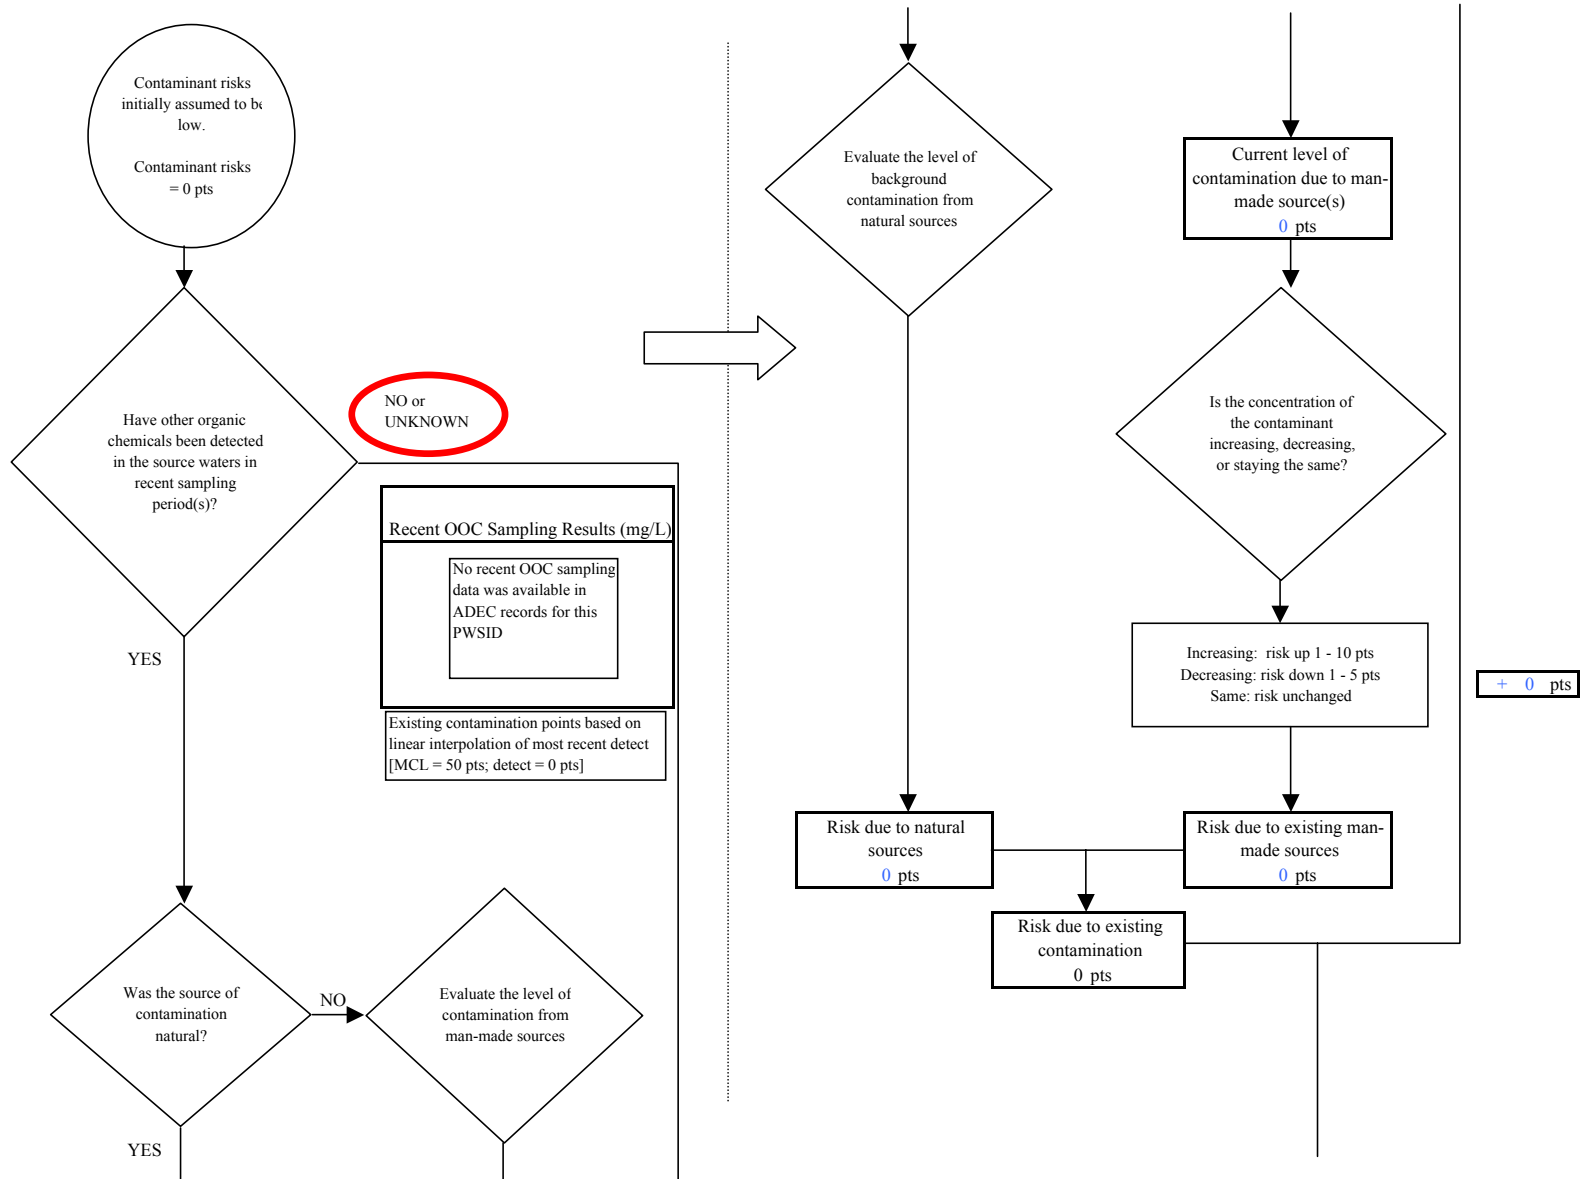 Contaminant risks
initially assumed to be
low.
Contaminant risks
= 0 pts
Have other organic
chemicals been detected
in the source waters in
recent sampling
period(s)?
NO or
UNKNOWN
Recent OOC Sampling Results (mg/L)
No recent OOC sampling
data was available in
ADEC records for this
PWSID
Existing contamination points based on
linear interpolation of most recent detect
[MCL = 50 pts; detect = 0 pts]
YES
Was the source of
contamination
natural?
NO
Evaluate the level of
contamination from
man-made sources
YES
Evaluate the level of
background
contamination from
natural sources
Current level of
contamination due to man-
made source(s)
0 pts
Is the concentration of
the contaminant
increasing, decreasing,
or staying the same?
Increasing: risk up 1 - 10 pts
Decreasing: risk down 1 - 5 pts
Same: risk unchanged
+ 0 pts
Risk due to natural
sources
0 pts
Risk due to existing man-
made sources
0 pts
Risk due to existing
contamination
0 pts